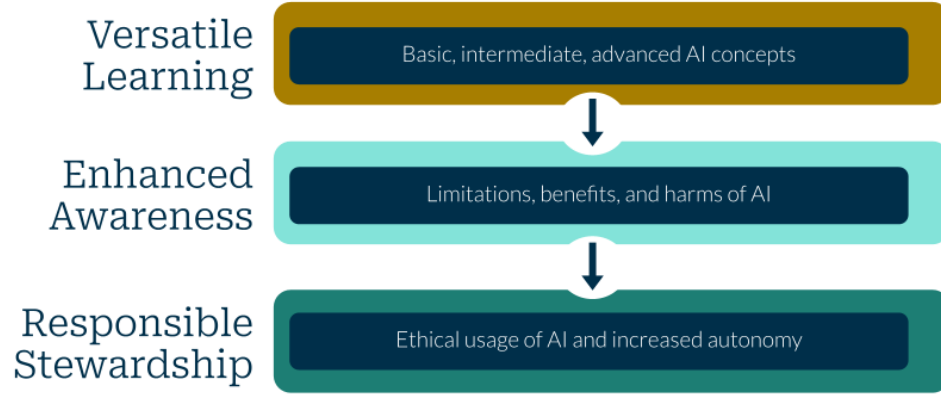 Versatile
Learning
Basic, intermediate, advanced AI concepts
Enhanced
Awareness
Limitations, benefits, and harms of AI
Responsible
Stewardship
Ethical usage of AI and increased autonomy